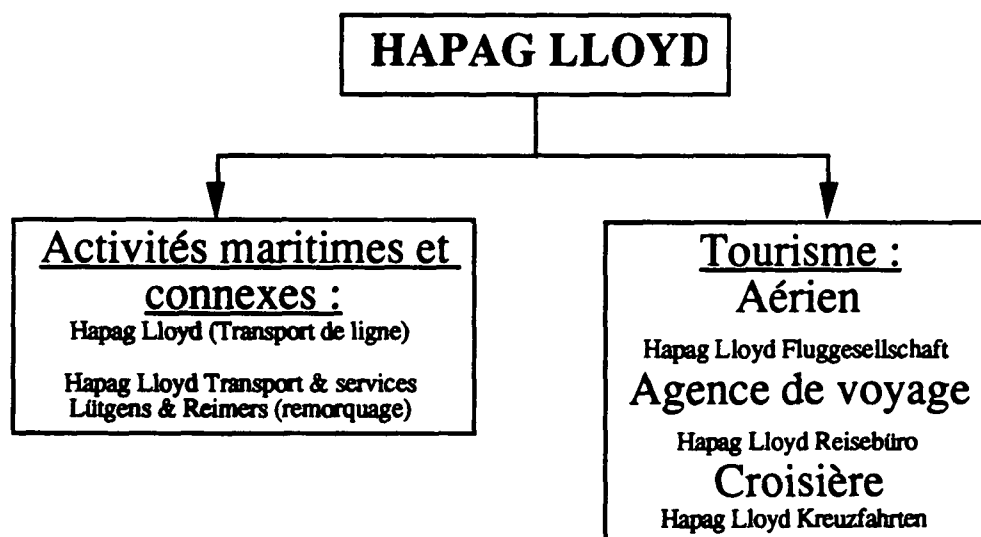 HAPAG LLOYD
Activités maritimes et
connexes :
Hapag Lloyd (Transport de ligne)
Hapag Lloyd Transport & services
Lütgens & Reimers (remorquage)
Tourisme :
Aérien
Hapag Lloyd Fluggesellschaft
Agence de voyage
Hapag Lloyd Reisebüro
Croisière
Hapag Lloyd Kreuzfahrten